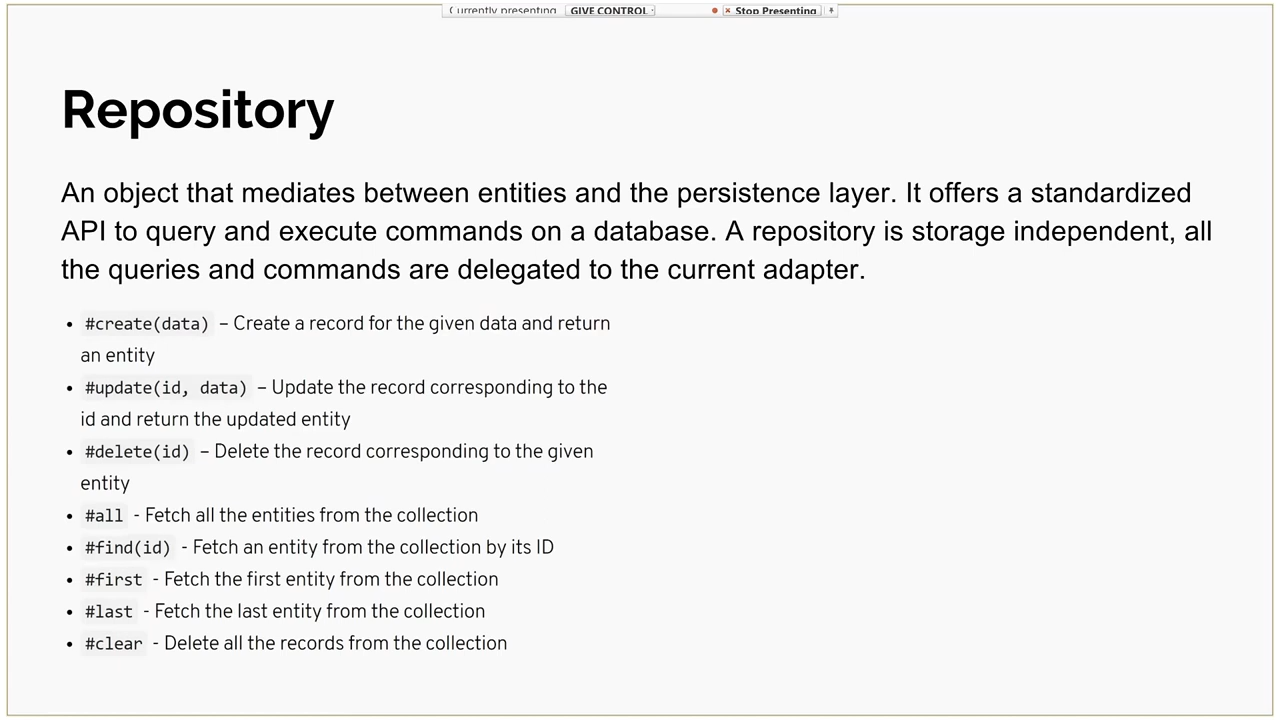 Currently presenting GIVE CONTROL Stop Presenting
Repository
An object that mediates between entities and the persistence layer. It offers a standardized
API to query and execute commands on a database. A repository is storage independent, all
the queries and commands are delegated to the current adapter.
• #create(data) – Create a record for the given data and return
an entity
• #update(id, data) – Update the record corresponding to the
id and return the updated entity
• #delete(id) – Delete the record corresponding to the given
entity
• #all - Fetch all the entities from the collection
• #find(id) - Fetch an entity from the collection by its ID
• #first - Fetch the first entity from the collection
• #last - Fetch the last entity from the collection
• #clear - Delete all the records from the collection